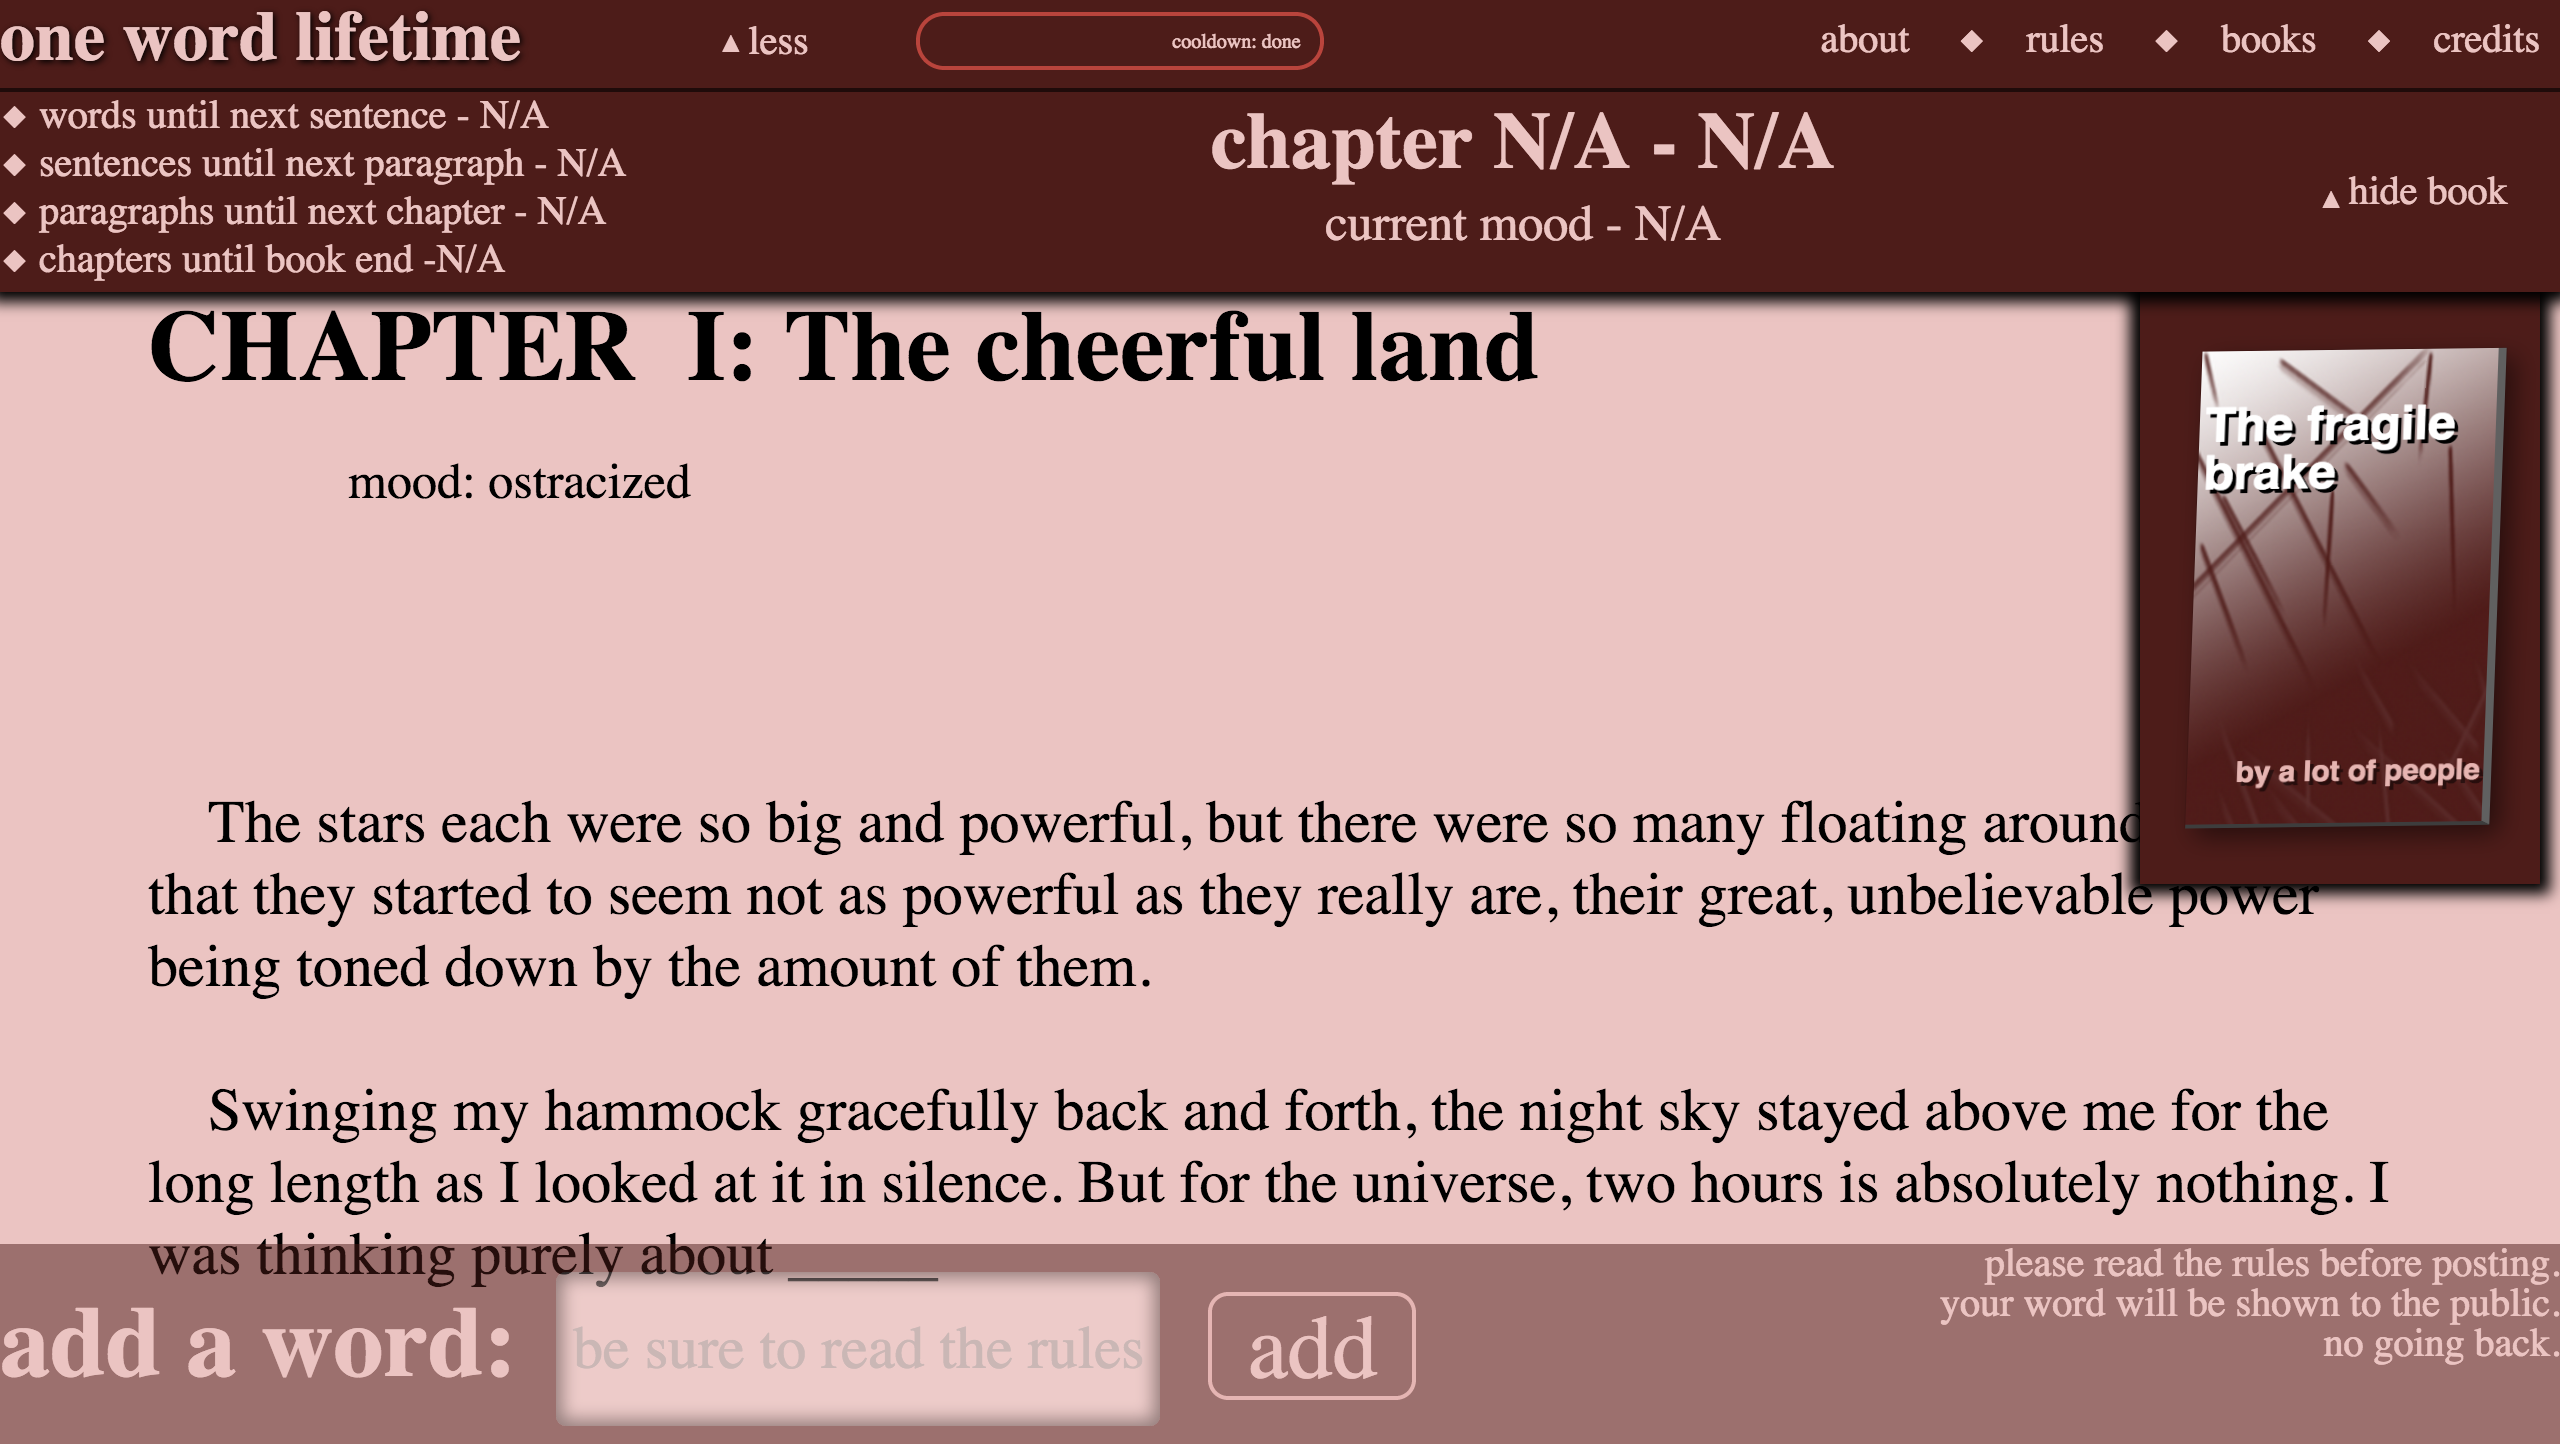 one word lifetime
▲ less
cooldown: done
about ◆ rules ◆ books ◆ credits
◆ words until next sentence - N/A
◆ sentences until next paragraph - N/A
◆ paragraphs until next chapter - N/A
◆ chapters until book end -N/A
chapter N/A - N/A
current mood - N/A
▲ hide book
CHAPTER I: The cheerful land
mood: ostracized
The fragile
brake
by a lot of people
The stars each were so big and powerful, but there were so many floating around
that they started to seem not as powerful as they really are, their great, unbelievable power
being toned down by the amount of them.
Swinging my hammock gracefully back and forth, the night sky stayed above me for the
long length as I looked at it in silence. But for the universe, two hours is absolutely nothing. I
was thinking purely about _____
add a word:
be sure to read the rules
add
please read the rules before posting.
your word will be shown to the public.
no going back.